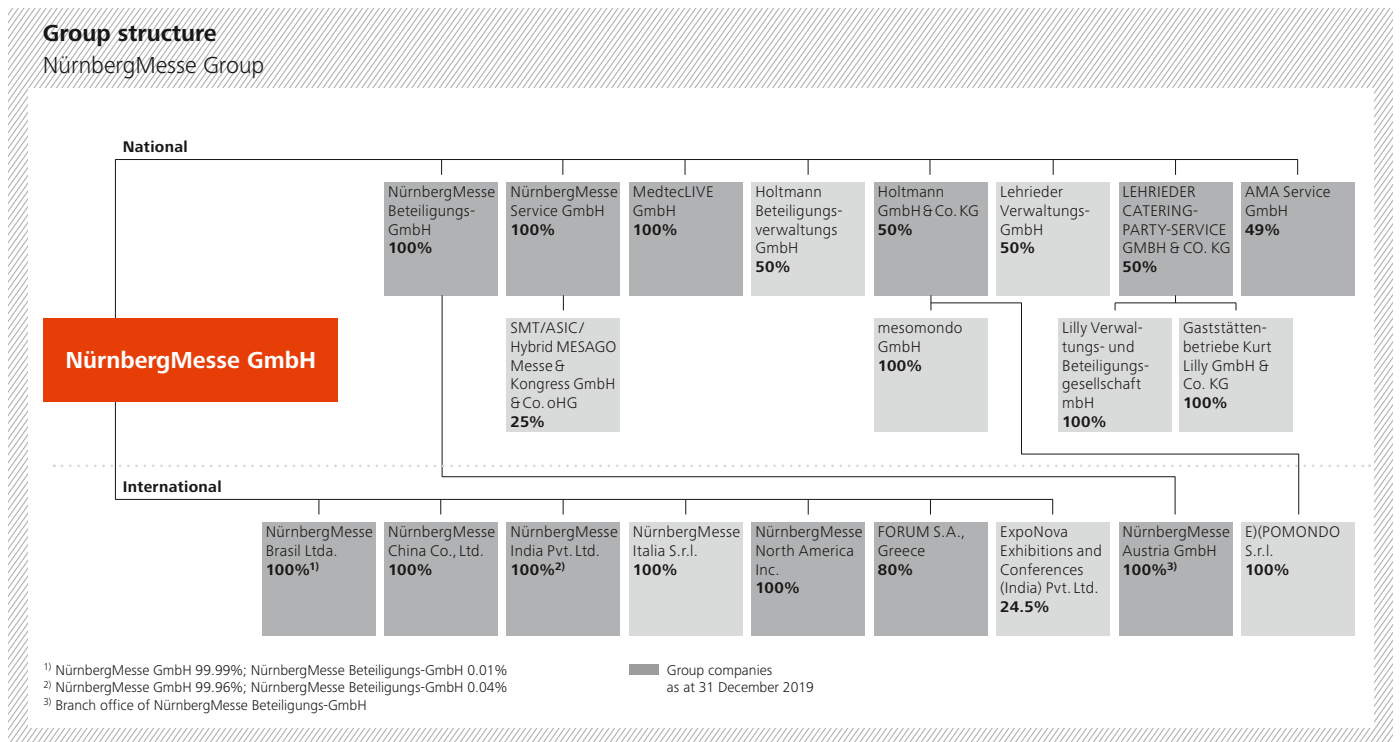 Group structure
NürnbergMesse Group
National
NürnbergMesse
Beteiligungs-
GmbH
100%
NürnbergMesse
Service GmbH
100%
MedtecLIVE
GmbH
100%
Holtmann
Beteiligungs-
verwaltungs
GmbH
50%
Holtmann
GmbH & Co. KG
50%
Lehrieder
Verwaltungs-
GmbH
50%
LEHRIEDER
CATERING-
PARTY-SERVICE
GMBH & CO. KG
50%
AMA Service
GmbH
49%
NürnbergMesse GmbH
SMT/ASIC/
Hybrid MESAGO
Messe &
Kongress GmbH
& Co. oHG
25%
mesomondo
GmbH
100%
Lilly Verwal-
tungs- und
Beteiligungs-
gesellschaft
mbH
100%
Gaststätten-
betriebe Kurt
Lilly GmbH &
Co. KG
100%
International
NürnbergMesse
Brasil Ltda.
100%1)
NürnbergMesse
China Co., Ltd.
100%
NürnbergMesse
India Pvt. Ltd.
100%2)
NürnbergMesse
Italia S.r.l.
100%
NürnbergMesse
North America
Inc.
100%
FORUM S.A.,
Greece
80%
ExpoNova
Exhibitions and
Conferences
(India) Pvt. Ltd.
24.5%
NürnbergMesse
Austria GmbH
100%3)
E)(POMONDO
S.r.l.
100%
1) NürnbergMesse GmbH 99.99%; NürnbergMesse Beteiligungs-GmbH 0.01%
2) NürnbergMesse GmbH 99.96%; NürnbergMesse Beteiligungs-GmbH 0.04%
3) Branch office of NürnbergMesse Beteiligungs-GmbH
Group companies
as at 31 December 2019